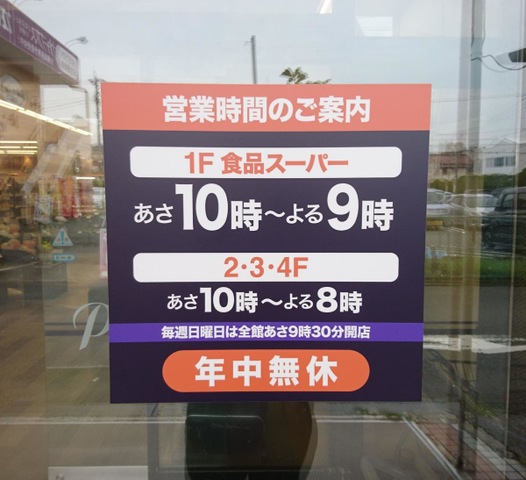 営業時間のご案内
1F 食品スーパー
あさ10時～よる9時
2・3・4F
あさ10時～よる8時
毎週日曜日は全館あさ9時30分開店
年中無休